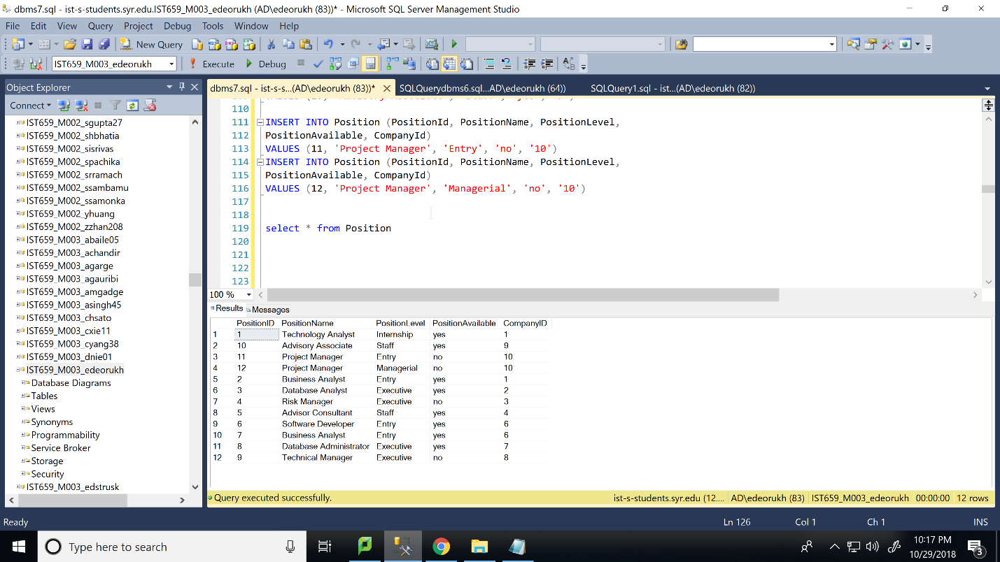 dbms7.sql - ist-s-students.syr.edu.IST659_M003_edeorukh (AD\edeorukh (83))* - Microsoft SQL Server Management Studio
File Edit View Query Project Debug Tools Window Help
New Query
IST659_M003_edeorukh Execute Debug
Object Explorer
Connect
IST659_M002_sgupta27
IST659_M002_shbhatia
IST659_M002_sisrivas
IST659_M002_spachika
IST659_M002_srramach
IST659_M002_ssambamu
IST659_M002_ssamonka
IST659_M002_yhuang
IST659_M002_zzhan208
IST659_M003_abaile05
IST659_M003_achandir
IST659_M003_agarge
IST659_M003_agauribi
IST659_M003_amgadge
IST659_M003_asingh45
IST659_M003_chsato
IST659_M003_cxie11
IST659_M003_cyang38
IST659_M003_dnie01
IST659_M003_edeorukh
Database Diagrams
Tables
Views
Synonyms
Programmability
Service Broker
Storage
Security
IST659_M003_edstrusk
dbms7.sql - ist-s-s...(AD\edeorukh (83))* SQLQuerydbms6.sql...AD\edeorukh (64)) SQLQuery1.sql - ist...(AD\edeorukh (82))
110
111 INSERT INTO Position (PositionId, PositionName, PositionLevel,
112 PositionAvailable, CompanyId)
113 VALUES (11, 'Project Manager', 'Entry', 'no', '10')
114 INSERT INTO Position (PositionId, PositionName, PositionLevel,
115 PositionAvailable, CompanyId)
116 VALUES (12, 'Project Manager', 'Managerial', 'no', '10')
117
118
119 select * from Position
120
121
122
123
100 %
Results Messages
PositionID PositionName PositionLevel PositionAvailable CompanyID
1 1 Technology Analyst Internship yes 1
2 10 Advisory Associate Staff yes 9
3 11 Project Manager Entry no 10
4 12 Project Manager Managerial no 10
5 2 Business Analyst Entry yes 1
6 3 Database Analyst Executive yes 2
7 4 Risk Manager Executive no 3
8 5 Advisor Consultant Staff yes 4
9 6 Software Developer Entry yes 6
10 7 Business Analyst Entry yes 6
11 8 Database Administrator Executive yes 7
12 9 Technical Manager Executive no 8
Query executed successfully. ist-s-students.syr.edu (12.... AD\edeorukh (83) IST659_M003_edeorukh 00:00:00 12 rows
Ready Ln 126 Col 1 Ch 1 INS
Type here to search
10:17 PM
10/29/2018
3